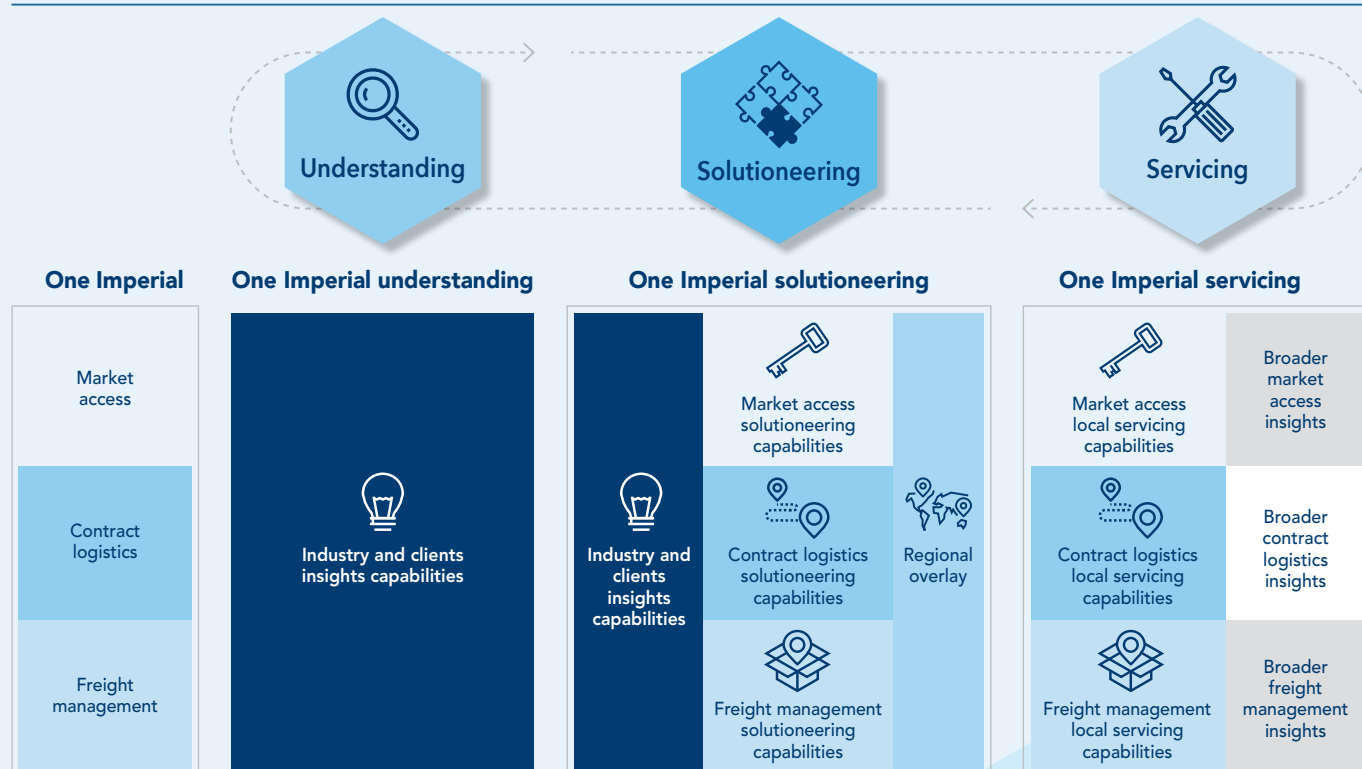 Understanding
Solutioneering
Servicing
One Imperial
One Imperial understanding
One Imperial solutioneering
One Imperial servicing
Market
access
Contract
logistics
Freight
management
Industry and clients
insights capabilities
Industry and
clients
insights
capabilities
Market access
solutioneering
capabilities
Contract logistics
solutioneering
capabilities
Freight management
solutioneering
capabilities
Regional
overlay
Market access
local servicing
capabilities
Contract logistics
local servicing
capabilities
Freight management
local servicing
capabilities
Broader
market
access
insights
Broader
contract
logistics
insights
Broader
freight
management
insights